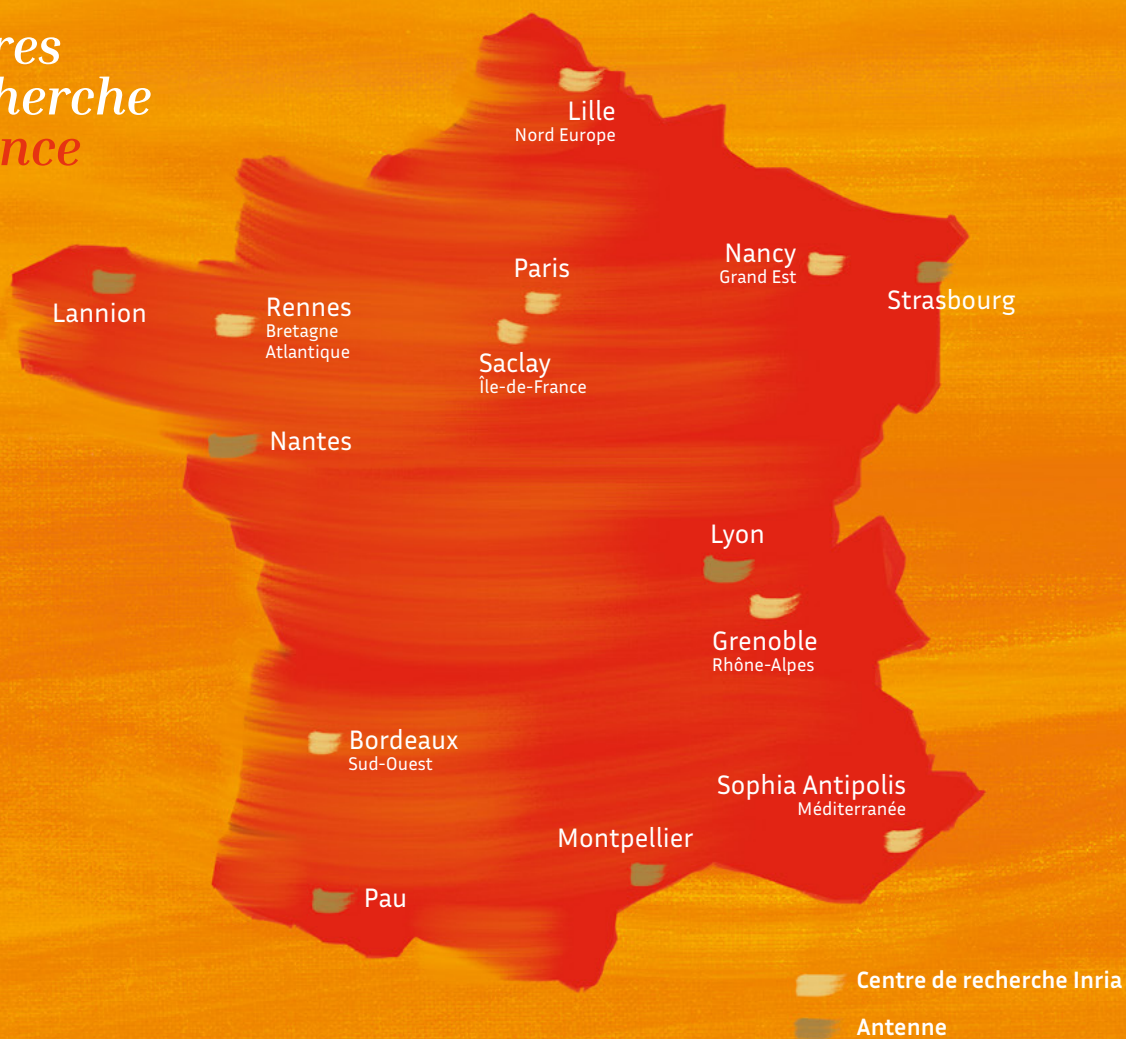 res
herche
nce
Lille
Nord Europe
Nancy
Grand Est
Strasbourg
Paris
Lannion
Rennes
Bretagne
Atlantique
Saclay
Île-de-France
Nantes
Lyon
Grenoble
Rhône-Alpes
Bordeaux
Sud-Ouest
Sophia Antipolis
Méditerranée
Montpellier
Pau
Centre de recherche Inria
Antenne